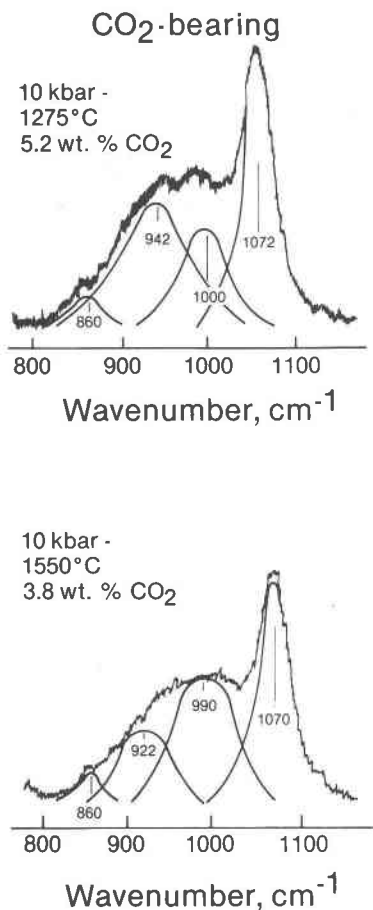 CO₂-bearing
10 kbar -
1275°C
5.2 wt. % CO₂
942
1072
1000
860
800 900 1000 1100
Wavenumber, cm⁻¹
10 kbar -
1550°C
3.8 wt. % CO₂
990
1070
922
860
800 900 1000 1100
Wavenumber, cm⁻¹